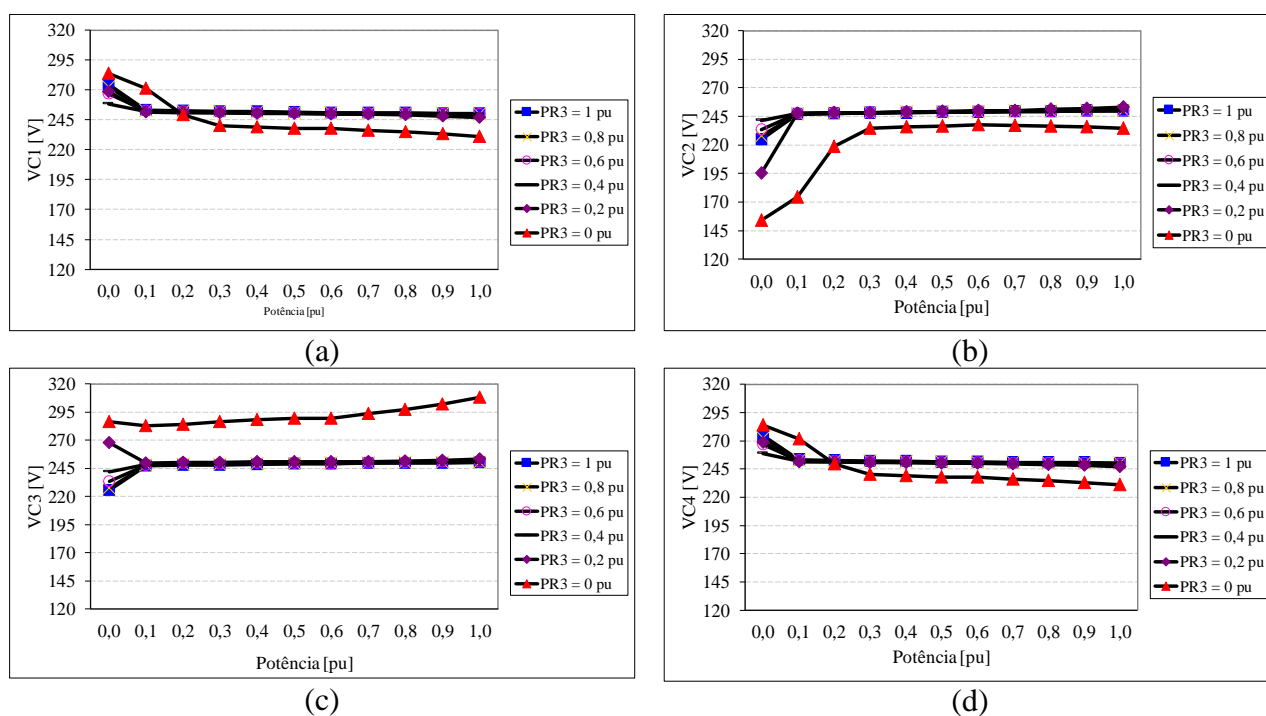 320
295
270
245
220
195
170
145
120
VC1 [V]
0,0 0,1 0,2 0,3 0,4 0,5 0,6 0,7 0,8 0,9 1,0
Potência [pu]
PR3 = 1 pu
PR3 = 0,8 pu
PR3 = 0,6 pu
PR3 = 0,4 pu
PR3 = 0,2 pu
PR3 = 0 pu
(a)
320
295
270
245
220
195
170
145
120
VC2 [V]
0,0 0,1 0,2 0,3 0,4 0,5 0,6 0,7 0,8 0,9 1,0
Potência [pu]
PR3 = 1 pu
PR3 = 0,8 pu
PR3 = 0,6 pu
PR3 = 0,4 pu
PR3 = 0,2 pu
PR3 = 0 pu
(b)
320
295
270
245
220
195
170
145
120
VC3 [V]
0,0 0,1 0,2 0,3 0,4 0,5 0,6 0,7 0,8 0,9 1,0
Potência [pu]
PR3 = 1 pu
PR3 = 0,8 pu
PR3 = 0,6 pu
PR3 = 0,4 pu
PR3 = 0,2 pu
PR3 = 0 pu
(c)
320
295
270
245
220
195
170
145
120
VC4 [V]
0,0 0,1 0,2 0,3 0,4 0,5 0,6 0,7 0,8 0,9 1,0
Potência [pu]
PR3 = 1 pu
PR3 = 0,8 pu
PR3 = 0,6 pu
PR3 = 0,4 pu
PR3 = 0,2 pu
PR3 = 0 pu
(d)